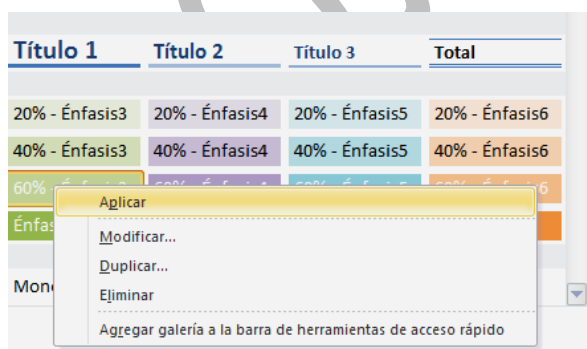 Título 1 Título 2 Título 3 Total
20% - Énfasis3 20% - Énfasis4 20% - Énfasis5 20% - Énfasis6
40% - Énfasis3 40% - Énfasis4 40% - Énfasis5 40% - Énfasis6
60%
Aplicar
Modificar...
Duplicar...
Eliminar
Agregar galería a la barra de herramientas de acceso rápido